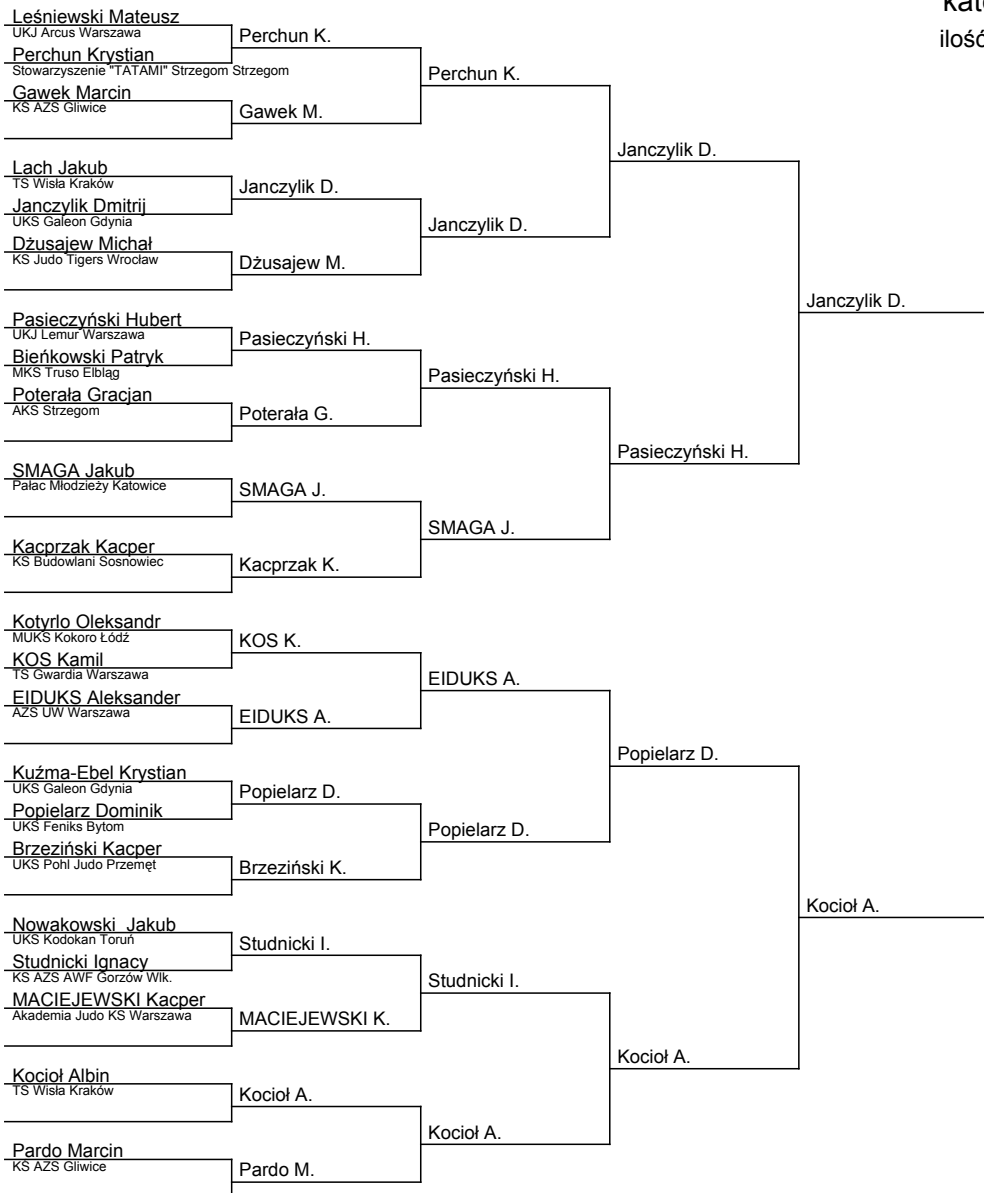 kate
ilość
Leśniewski Mateusz
UKJ Arcus Warszawa
Perchun K.
Perchun Krystian
Stowarzyszenie "TATAMI" Strzegom Strzegom
Perchun K.
Gawek Marcin
KS AZS Gliwice
Gawek M.
Janczylik D.
Lach Jakub
TS Wisła Kraków
Janczylik D.
Janczylik Dmitrij
UKS Galeon Gdynia
Janczylik D.
Dżusajew Michał
KS Judo Tigers Wrocław
Dżusajew M.
Janczylik D.
Pasieczyński Hubert
UKJ Lemur Warszawa
Pasieczyński H.
Bieńkowski Patryk
MKS Truso Elbląg
Pasieczyński H.
Poterała Gracjan
AKS Strzegom
Poterała G.
Pasieczyński H.
SMAGA Jakub
Pałac Młodzieży Katowice
SMAGA J.
SMAGA J.
Kacprzak Kacper
KS Budowlani Sosnowiec
Kacprzak K.
Kotyrlo Oleksandr
MUKS Kokoro Łódź
KOS K.
KOS Kamil
TS Gwardia Warszawa
EIDUKS A.
EIDUKS Aleksander
AZS UW Warszawa
EIDUKS A.
Popielarz D.
Kuźma-Ebel Krystian
UKS Galeon Gdynia
Popielarz D.
Popielarz Dominik
UKS Feniks Bytom
Popielarz D.
Brzeziński Kacper
UKS Pohl Judo Przemęt
Brzeziński K.
Kocioł A.
Nowakowski Jakub
UKS Kodokan Toruń
Studnicki I.
Studnicki Ignacy
KS AZS AWF Gorzów Wlk.
Studnicki I.
MACIEJEWSKI Kacper
Akademia Judo KS Warszawa
MACIEJEWSKI K.
Kocioł A.
Kocioł Albin
TS Wisła Kraków
Kocioł A.
Kocioł A.
Pardo Marcin
KS AZS Gliwice
Pardo M.